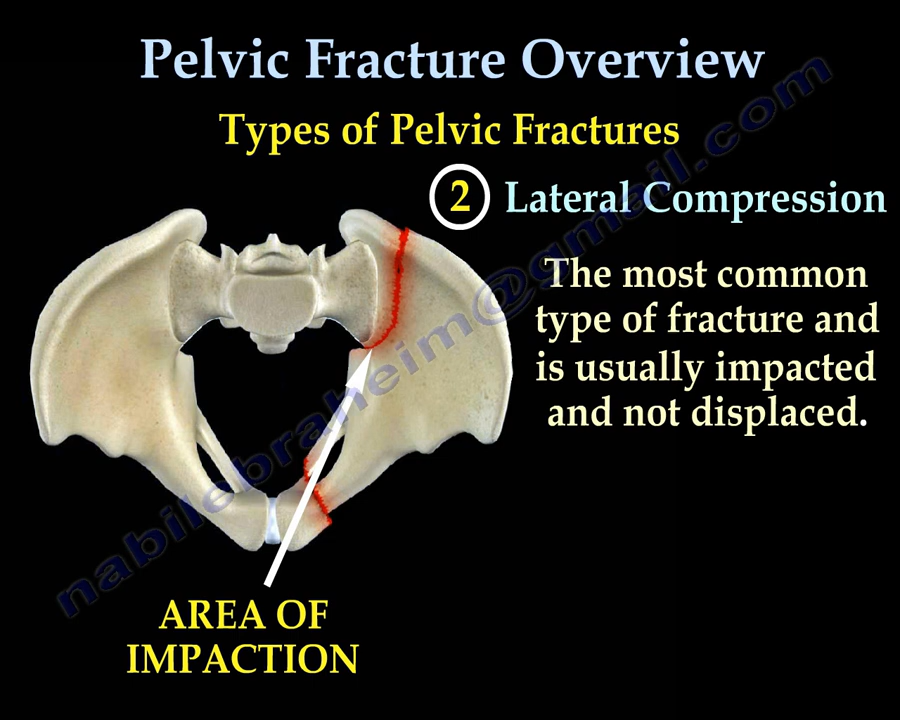 Pelvic Fracture Overview
Types of Pelvic Fractures
2 Lateral Compression
The most common
type of fracture and
is usually impacted
and not displaced.
AREA OF
IMPACTION
nabilebraheim@gmail.com